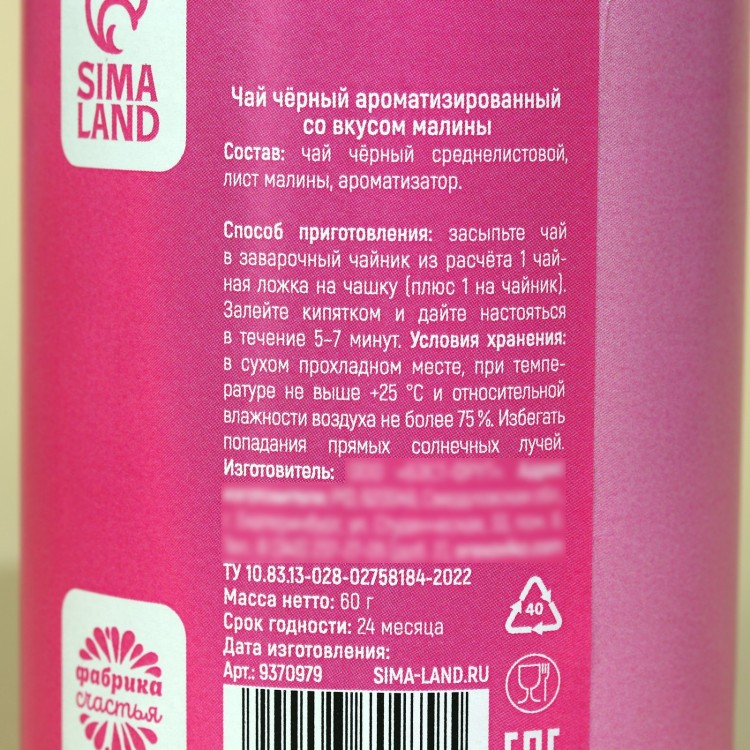 SIMA
LAND
Чай чёрный ароматизированный
со вкусом малины
Состав: чай чёрный среднелистовой,
лист малины, ароматизатор.
Способ приготовления: засыпьте чай
в заварочный чайник из расчёта 1 чай-
ная ложка на чашку (плюс 1 на чайник).
Залейте кипятком и дайте настояться
в течение 5–7 минут. Условия хранения:
в сухом прохладном месте, при темпе-
ратуре не выше +25 °С и относительной
влажности воздуха не более 75 %. Избегать
попадания прямых солнечных лучей.
Изготовитель:
ТУ 10.83.13-028-02758184-2022
Масса нетто: 60 г
Срок годности: 24 месяца
Дата изготовления:
Арт.: 9370979 SIMA-LAND.RU
40
фабрика
счастья